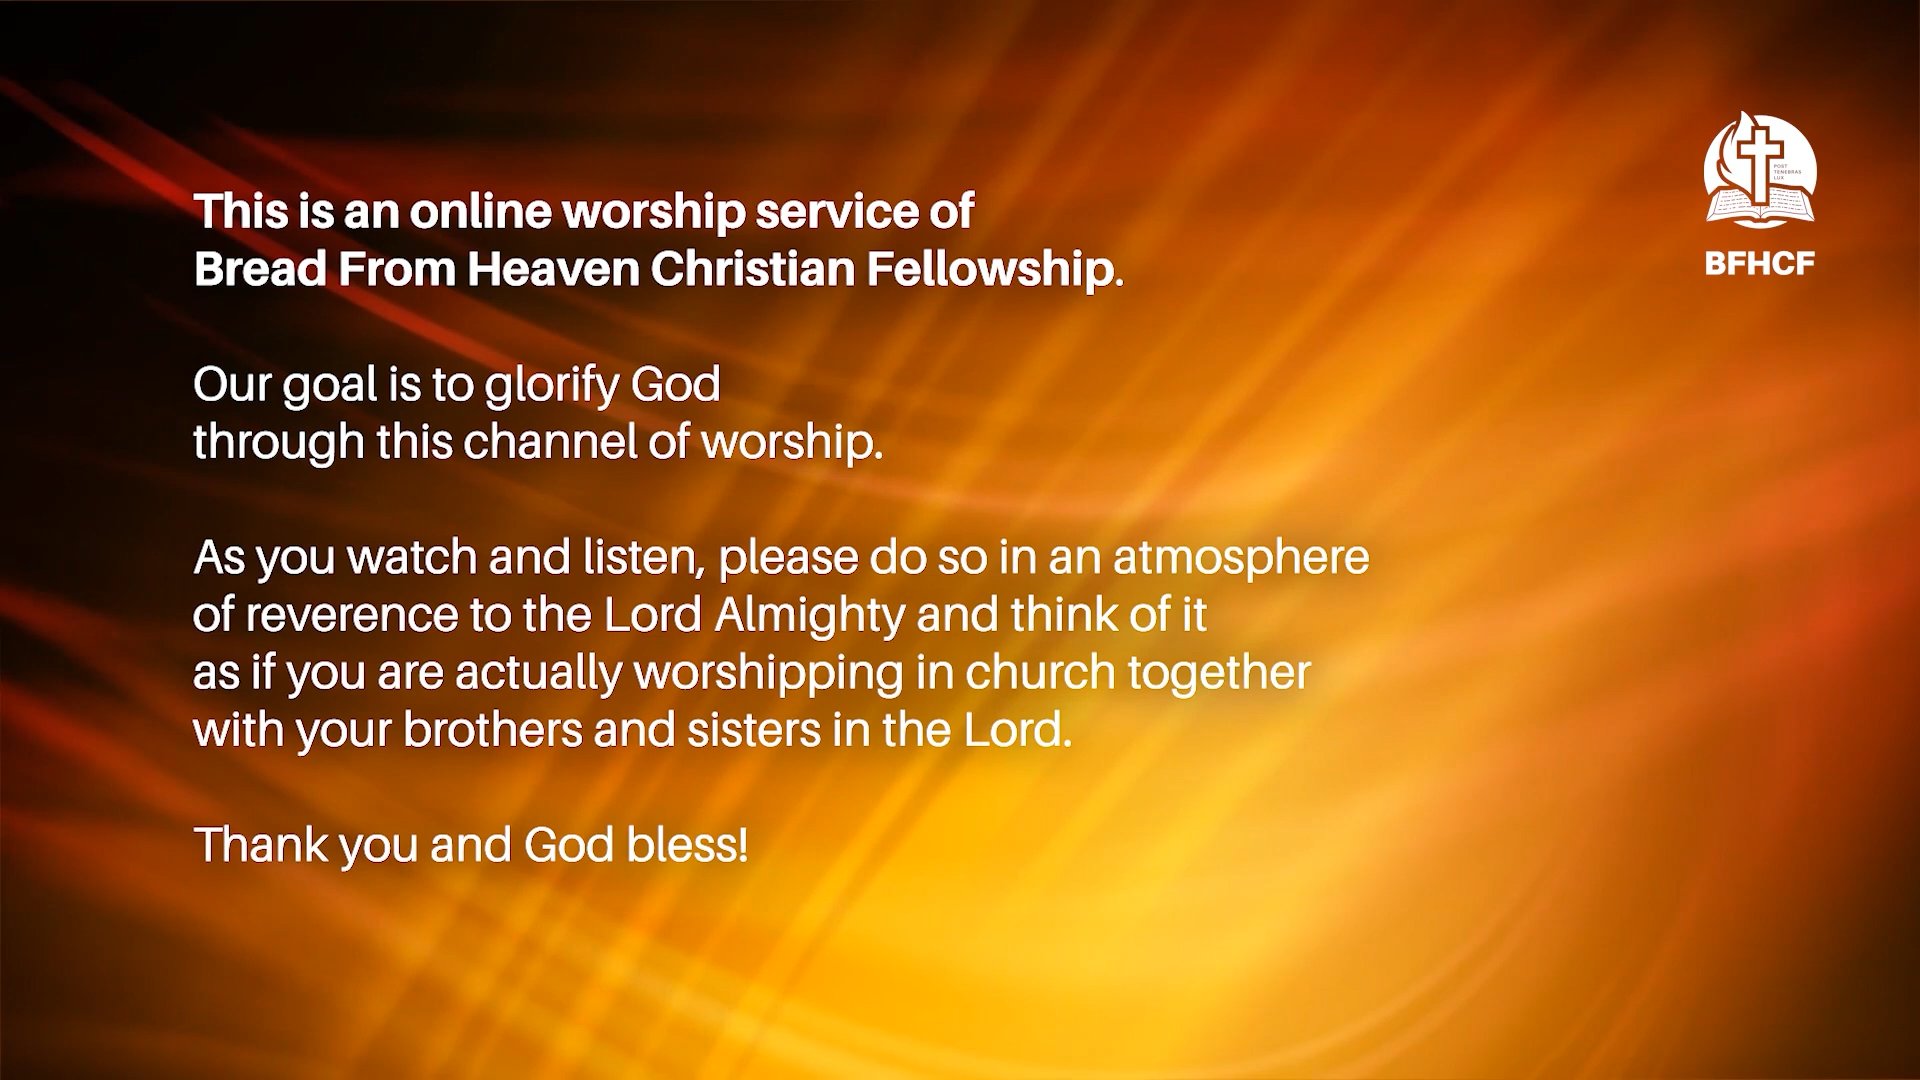 This is an online worship service of
Bread From Heaven Christian Fellowship.
Our goal is to glorify God
through this channel of worship.
As you watch and listen, please do so in an atmosphere
of reverence to the Lord Almighty and think of it
as if you are actually worshipping in church together
with your brothers and sisters in the Lord.
Thank you and God bless!
POST
TENEBRAS
LUX
BFHCF